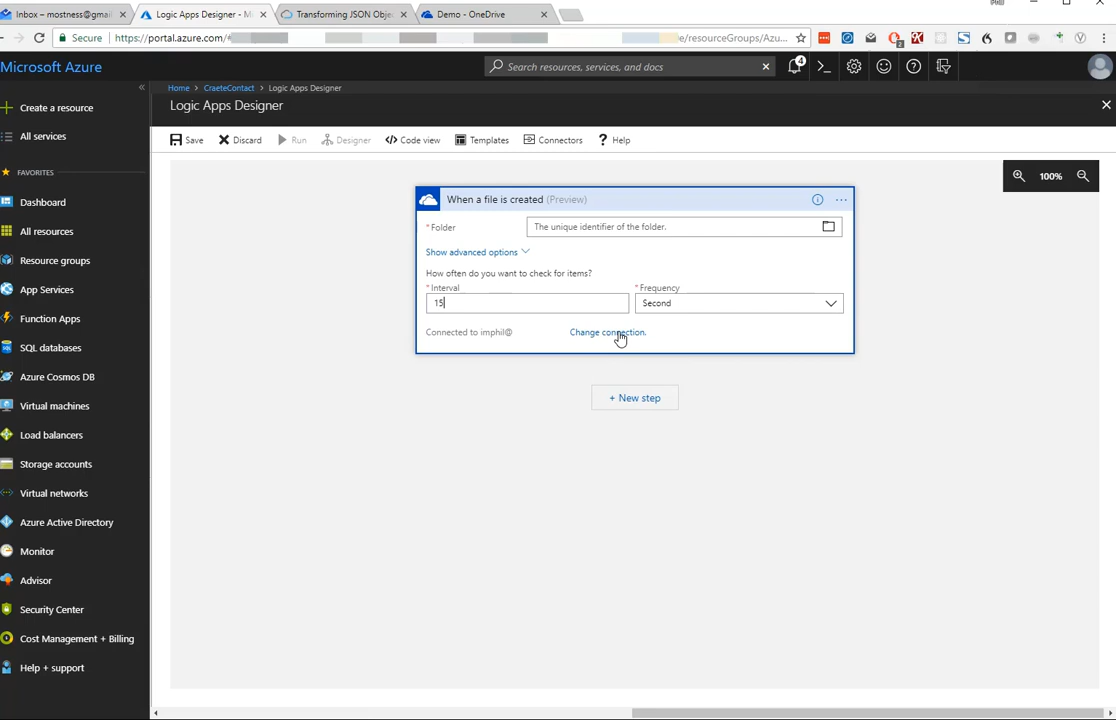 Inbox – mostness@gmai
Logic Apps Designer - M
Transforming JSON Obje
Demo - OneDrive
Secure
https://portal.azure.com/#
e/resourceGroups/Azu...
Microsoft Azure
Search resources, services, and docs
4
Create a resource
All services
FAVORITES
Dashboard
All resources
Resource groups
App Services
Function Apps
SQL databases
Azure Cosmos DB
Virtual machines
Load balancers
Storage accounts
Virtual networks
Azure Active Directory
Monitor
Advisor
Security Center
Cost Management + Billing
Help + support
Home > CraeteContact > Logic Apps Designer
Logic Apps Designer
Save Discard Run Designer </> Code view Templates Connectors ? Help
100%
When a file is created (Preview)
* Folder The unique identifier of the folder.
Show advanced options
How often do you want to check for items?
* Interval * Frequency
15 Second
Connected to imphil@ Change connection.
+ New step